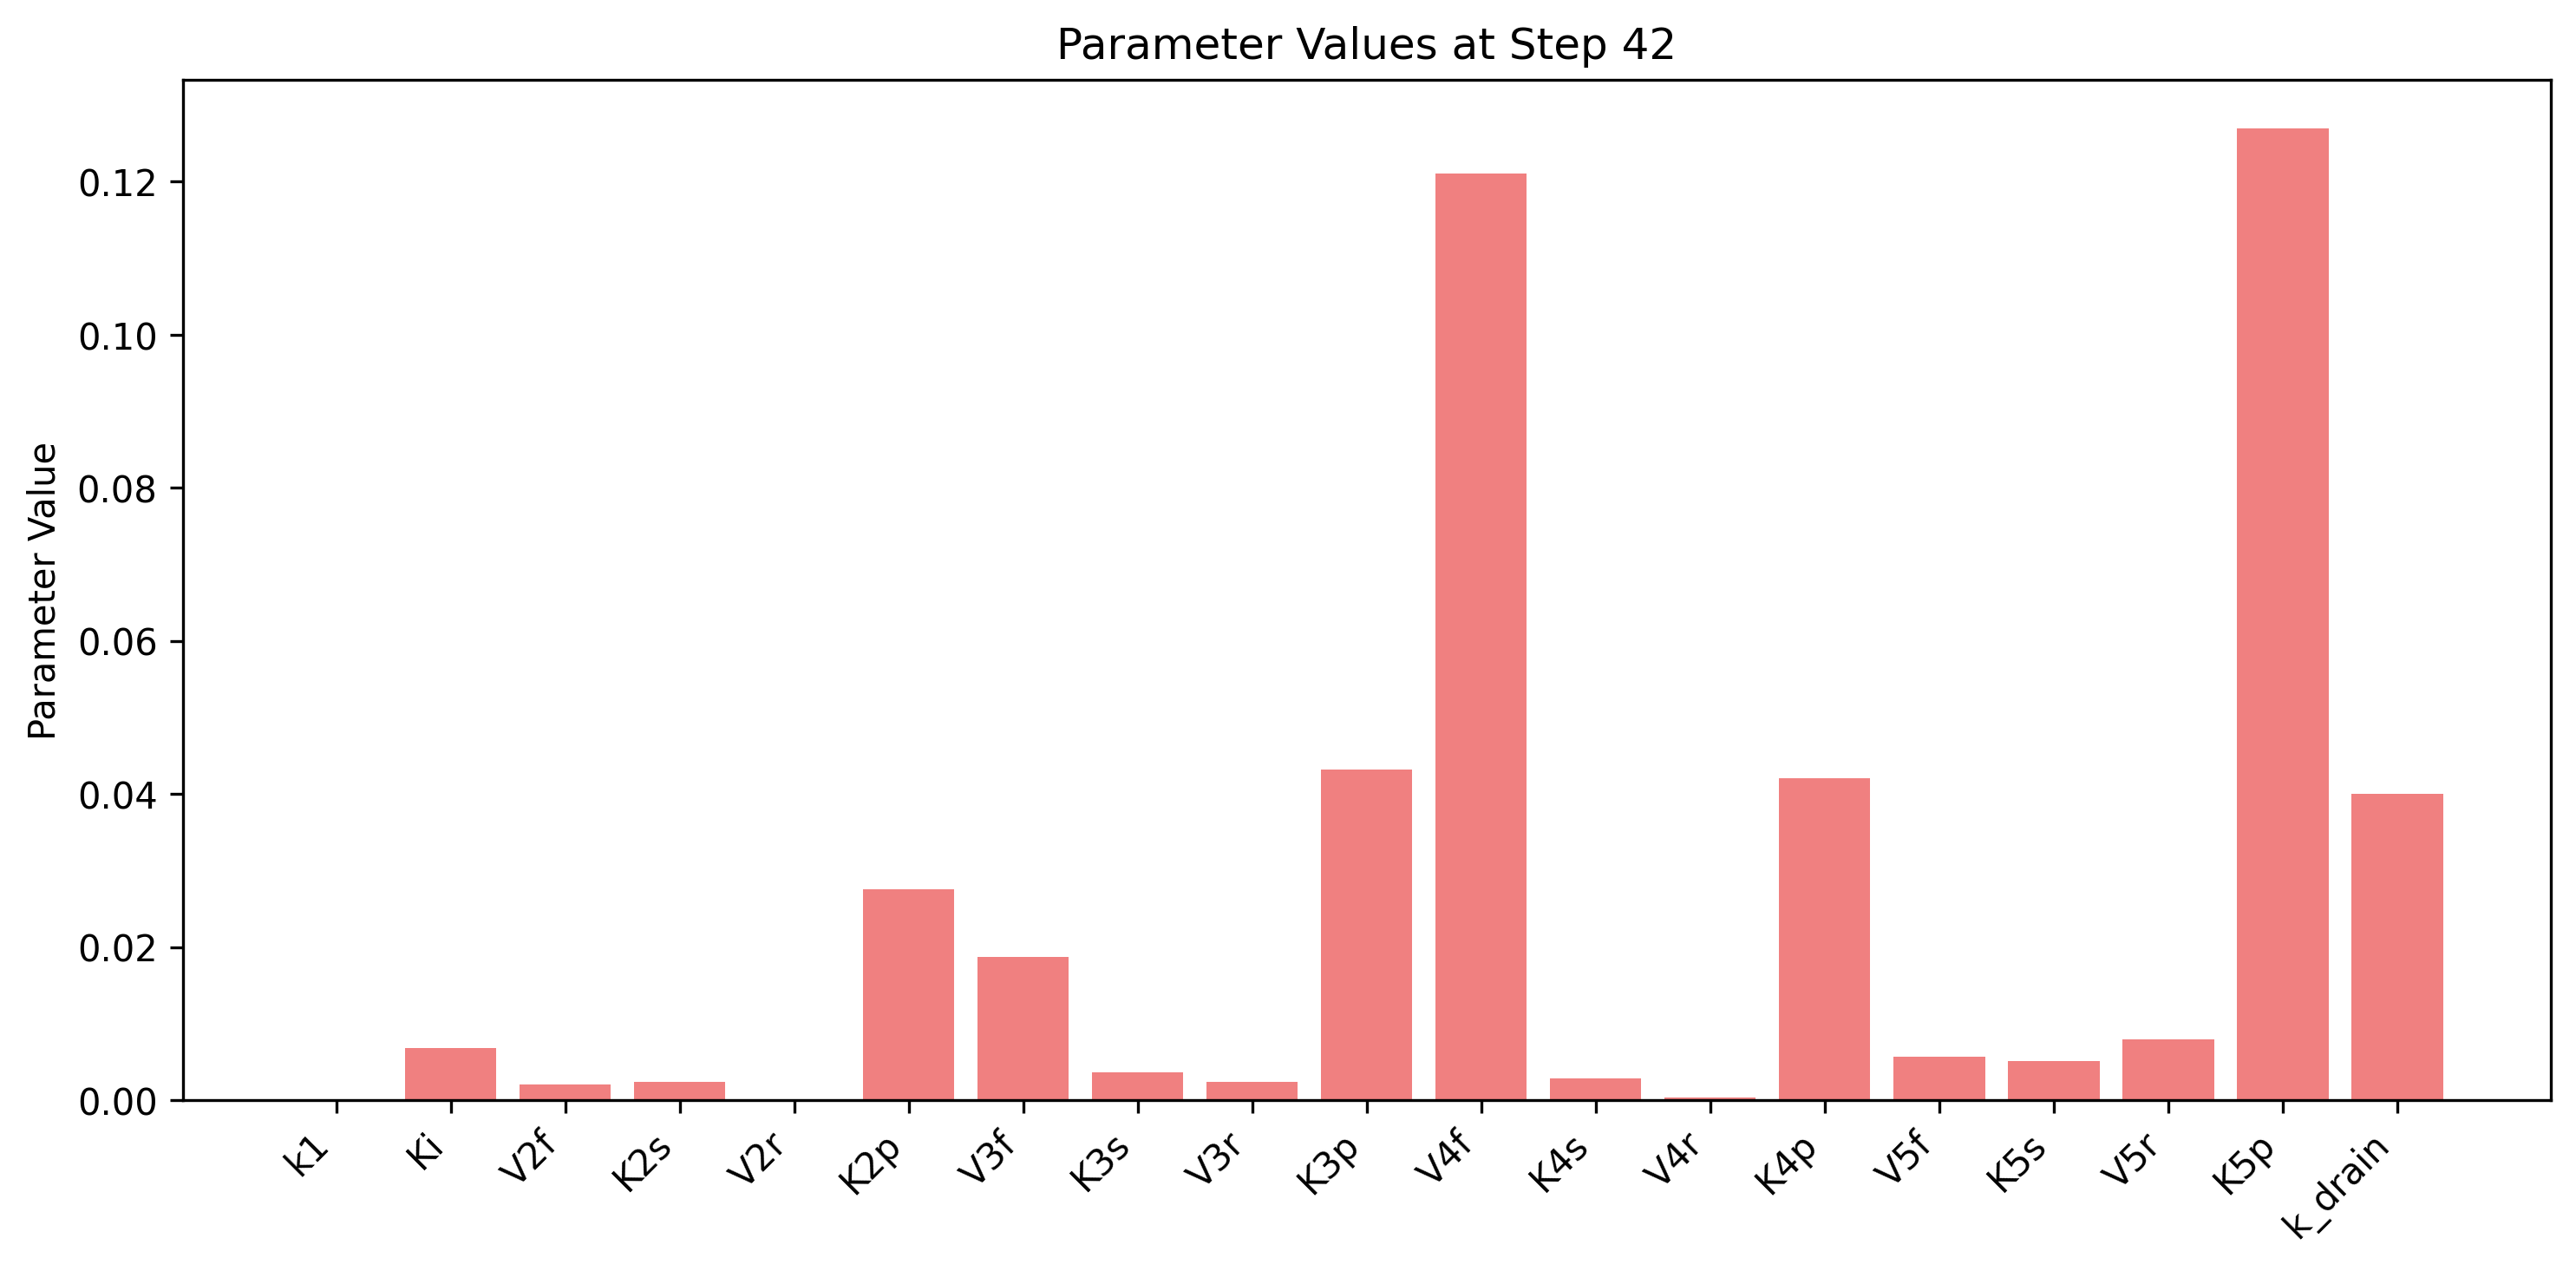 Parameter Values at Step 42
Parameter Value
0.12
0.10
0.08
0.06
0.04
0.02
0.00
k1
Ki
V2f
K2s
V2r
K2p
V3f
K3s
V3r
K3p
V4f
K4s
V4r
K4p
V5f
K5s
V5r
K5p
k_drain